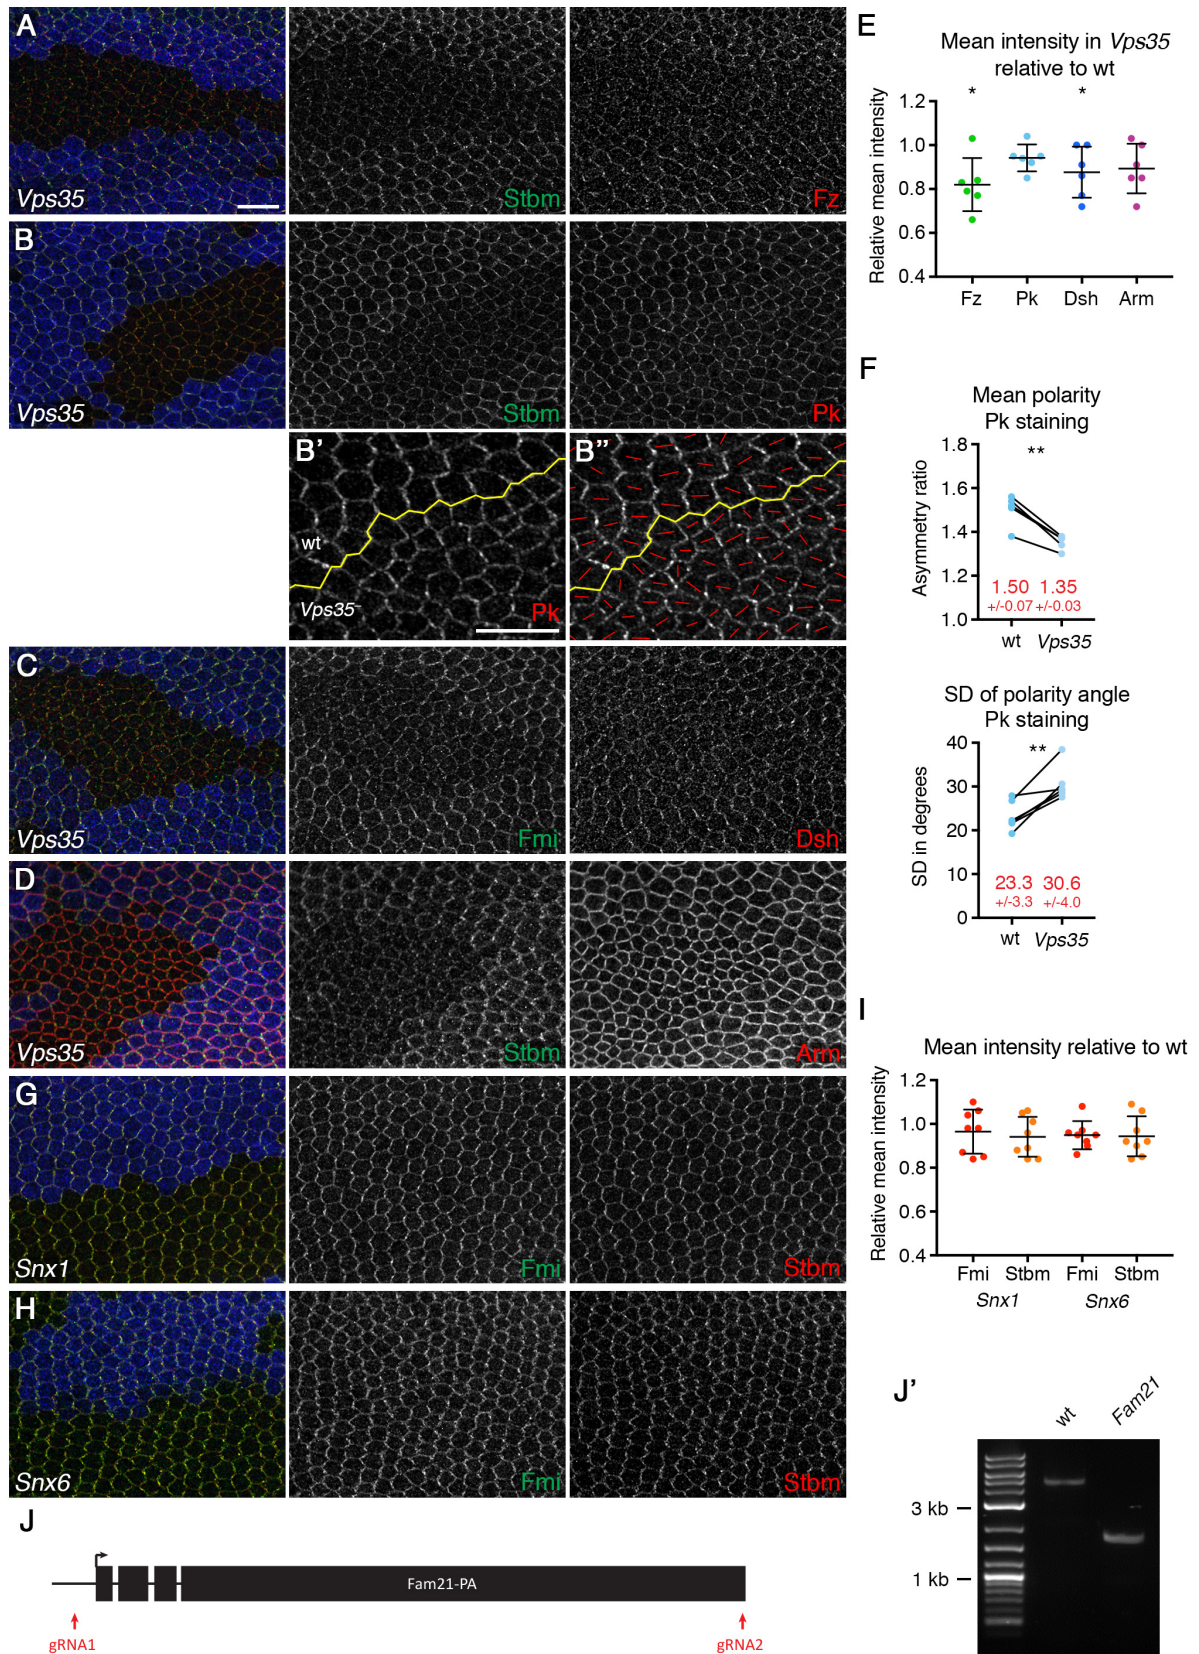 A
Vps35
Stbm
Fz
B
Vps35
Stbm
Pk
B'
wt
Vps35⁻
Pk
B"
C
Vps35
Fmi
Dsh
D
Vps35
Stbm
Arm
G
Snx1
Fmi
Stbm
H
Snx6
Fmi
Stbm
E
Mean intensity in Vps35
relative to wt
Relative mean intensity
* *
1.2
1.0
0.8
0.6
0.4
Fz Pk Dsh Arm
F
Mean polarity
Pk staining
Asymmetry ratio
**
1.8
1.6
1.4
1.2
1.0
1.50 1.35
+/-0.07 +/-0.03
wt Vps35
SD of polarity angle
Pk staining
SD in degrees
**
40
30
20
10
0
23.3 30.6
+/-3.3 +/-4.0
wt Vps35
I
Mean intensity relative to wt
Relative mean intensity
1.2
1.0
0.8
0.6
0.4
Fmi Stbm Fmi Stbm
Snx1 Snx6
J
Fam21-PA
gRNA1 gRNA2
J'
wt Fam21
3 kb
1 kb